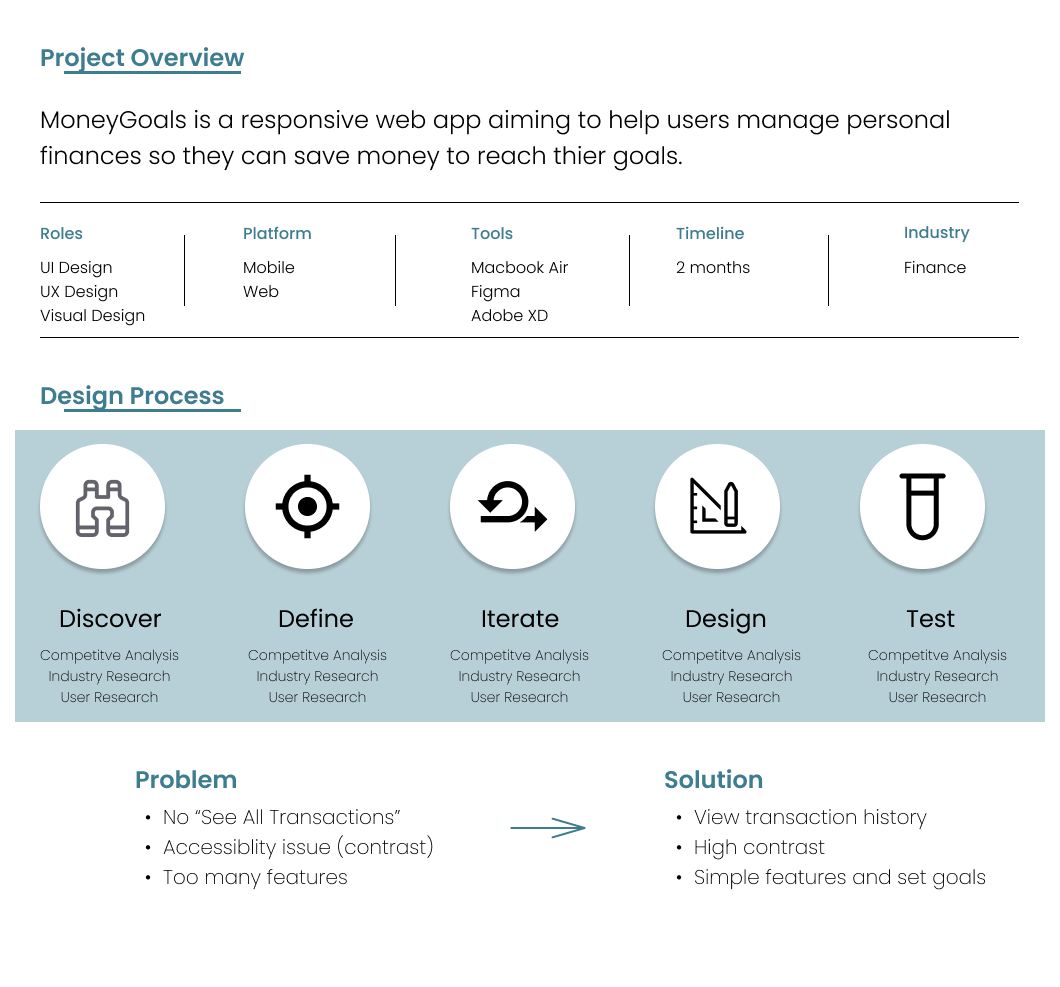 Project Overview
MoneyGoals is a responsive web app aiming to help users manage personal
finances so they can save money to reach thier goals.
Roles
UI Design
UX Design
Visual Design
Platform
Mobile
Web
Tools
Macbook Air
Figma
Adobe XD
Timeline
2 months
Industry
Finance
Design Process
Discover
Competitve Analysis
Industry Research
User Research
Define
Competitve Analysis
Industry Research
User Research
Iterate
Competitve Analysis
Industry Research
User Research
Design
Competitve Analysis
Industry Research
User Research
Test
Competitve Analysis
Industry Research
User Research
Problem
• No “See All Transactions”
• Accessiblity issue (contrast)
• Too many features
Solution
• View transaction history
• High contrast
• Simple features and set goals